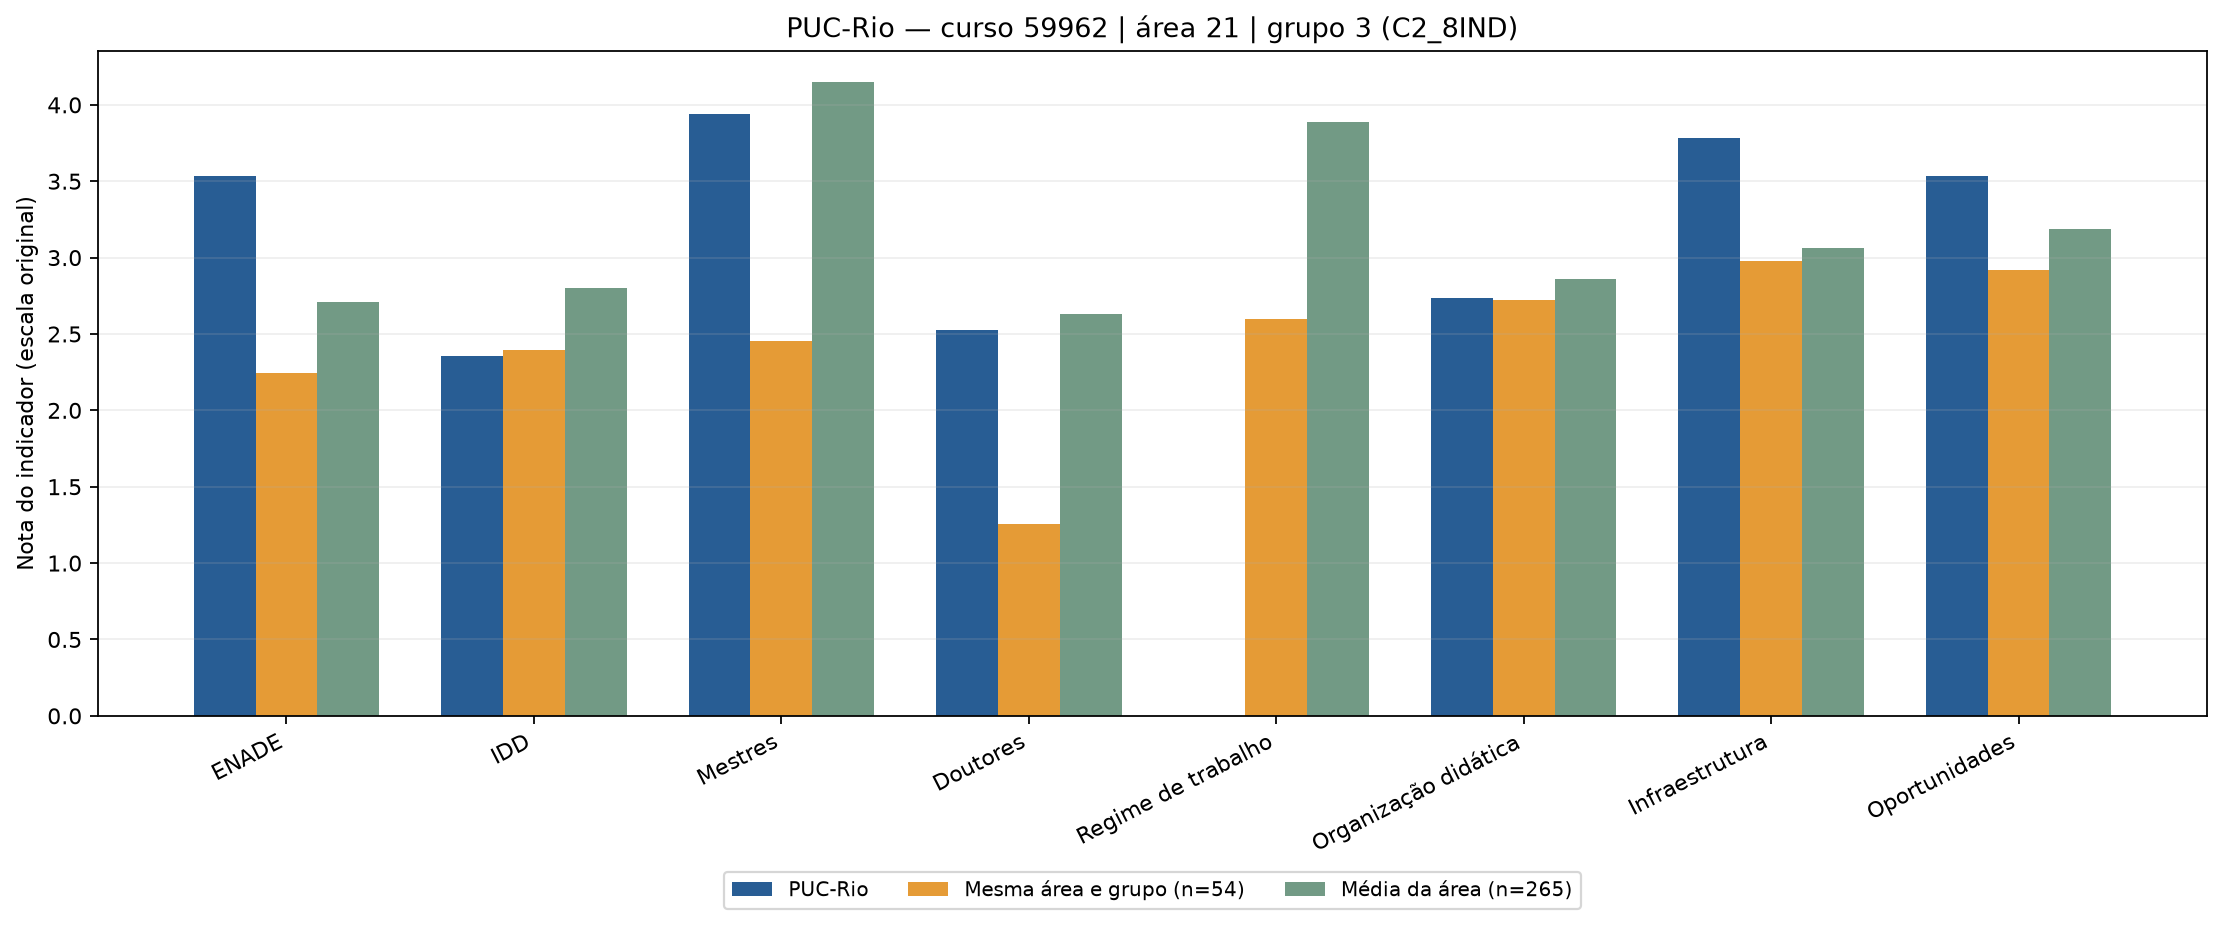 PUC-Rio — curso 59962 | área 21 | grupo 3 (C2_8IND)
Nota do indicador (escala original)
4.0
3.5
3.0
2.5
2.0
1.5
1.0
0.5
0.0
ENADE
IDD
Mestres
Doutores
Regime de trabalho
Organização didática
Infraestrutura
Oportunidades
PUC-Rio
Mesma área e grupo (n=54)
Média da área (n=265)